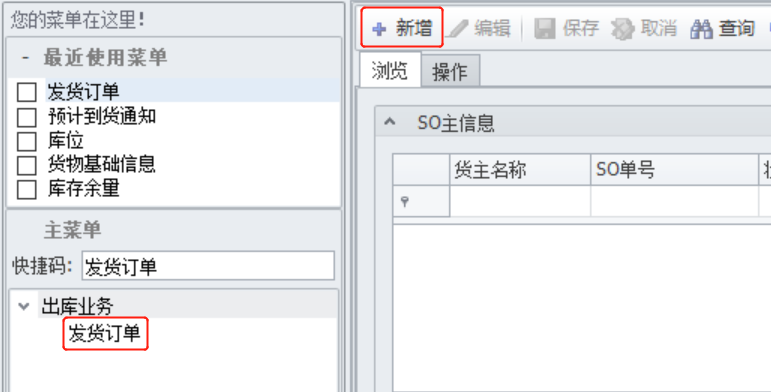 您的菜单在这里!
- 最近使用菜单
发货订单
预计到货通知
库位
货物基础信息
库存余量
主菜单
快捷码: 发货订单
出库业务
发货订单
新增 编辑 保存 取消 查询
浏览 操作
SO主信息
货主名称 SO单号